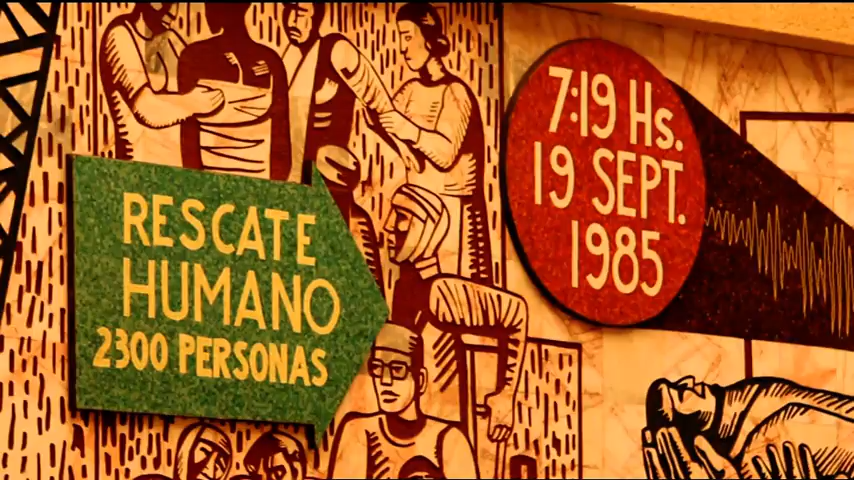 RESCATE
HUMANO
2300 PERSONAS
7:19 Hs.
19 SEPT.
1985